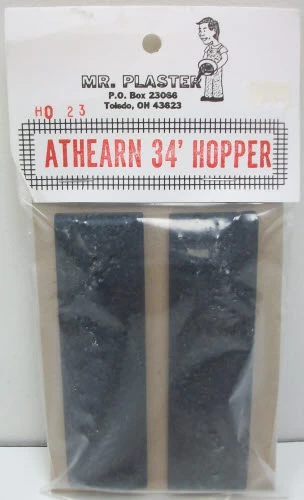 MR. PLASTER
P.O. Box 23066
Toledo, OH 43623
HO 23
ATHEARN 34' HOPPER